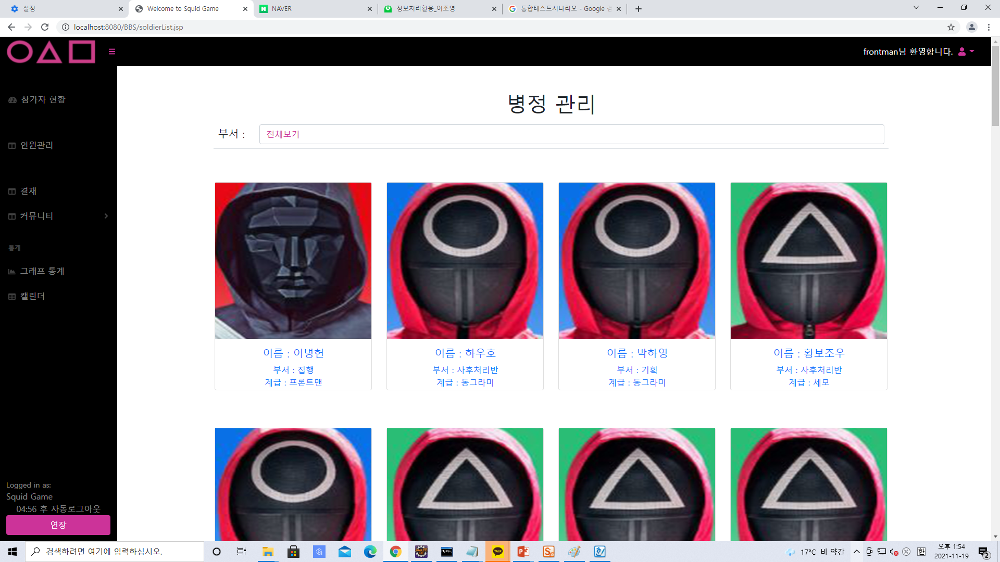 설정
Welcome to Squid Game
NAVER
정보처리활용_이조영
통합테스트시나리오 - Google
localhost:8080/BBS/soldierList.jsp
frontman님 환영합니다.
참가자 현황
인원관리
결재
커뮤니티
통계
그래프 통계
캘린더
Logged in as:
Squid Game
04:56 후 자동로그아웃
연장
병정 관리
부서 :
전체보기
이름 : 이병헌
부서 : 집행
계급 : 프론트맨
이름 : 하우호
부서 : 사후처리반
계급 : 동그라미
이름 : 박하영
부서 : 기획
계급 : 동그라미
이름 : 황보조우
부서 : 사후처리반
계급 : 세모
검색하려면 여기에 입력하십시오.
TALK
17°C 비 약간
한
오후 1:54
2021-11-19
2